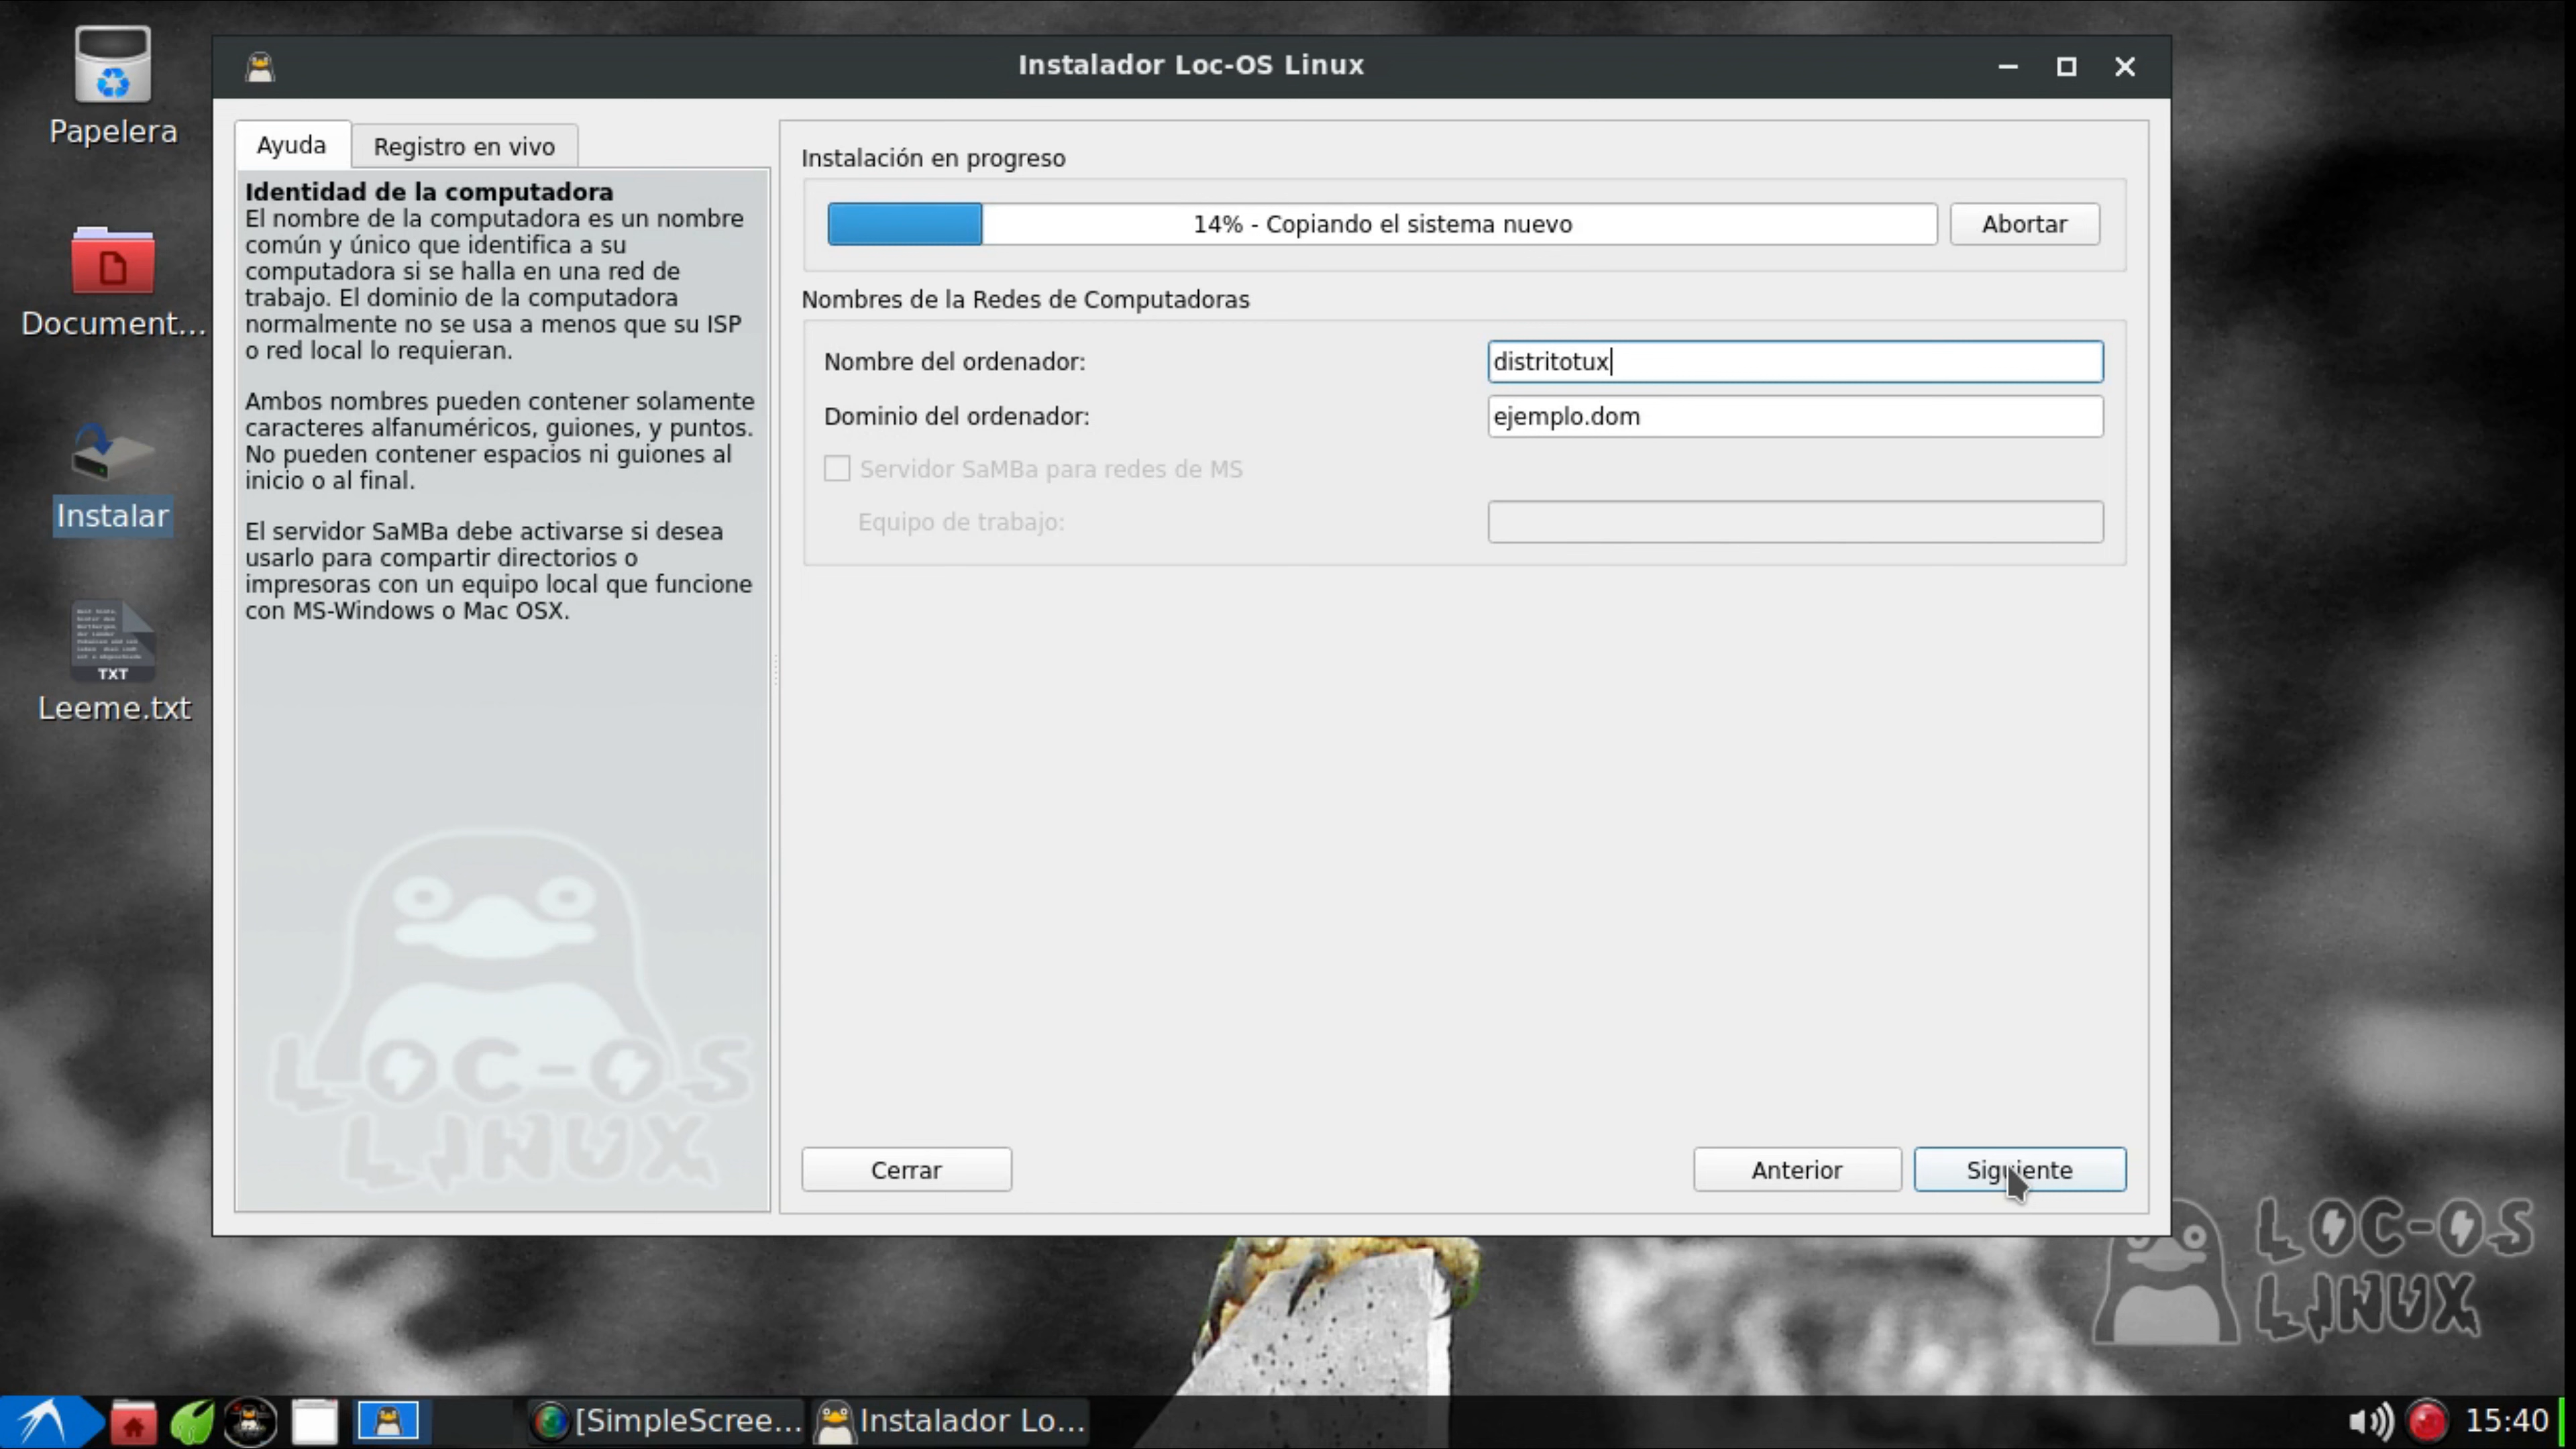 Papelera
Document...
Instalar
TXT
Leeme.txt
Instalador Loc-OS Linux
Ayuda
Registro en vivo
Identidad de la computadora
El nombre de la computadora es un nombre
común y único que identifica a su
computadora si se halla en una red de
trabajo. El dominio de la computadora
normalmente no se usa a menos que su ISP
o red local lo requieran.
Ambos nombres pueden contener solamente
caracteres alfanuméricos, guiones, y puntos.
No pueden contener espacios ni guiones al
inicio o al final.
El servidor SaMBa debe activarse si desea
usarlo para compartir directorios o
impresoras con un equipo local que funcione
con MS-Windows o Mac OSX.
LOC-OS
LINUX
Instalación en progreso
14% - Copiando el sistema nuevo
Abortar
Nombres de la Redes de Computadoras
Nombre del ordenador:
distritotux
Dominio del ordenador:
ejemplo.dom
Servidor SaMBa para redes de MS
Equipo de trabajo:
Cerrar
Anterior
Siguiente
LOC-OS
LINUX
[SimpleScree...
Instalador Lo...
15:40